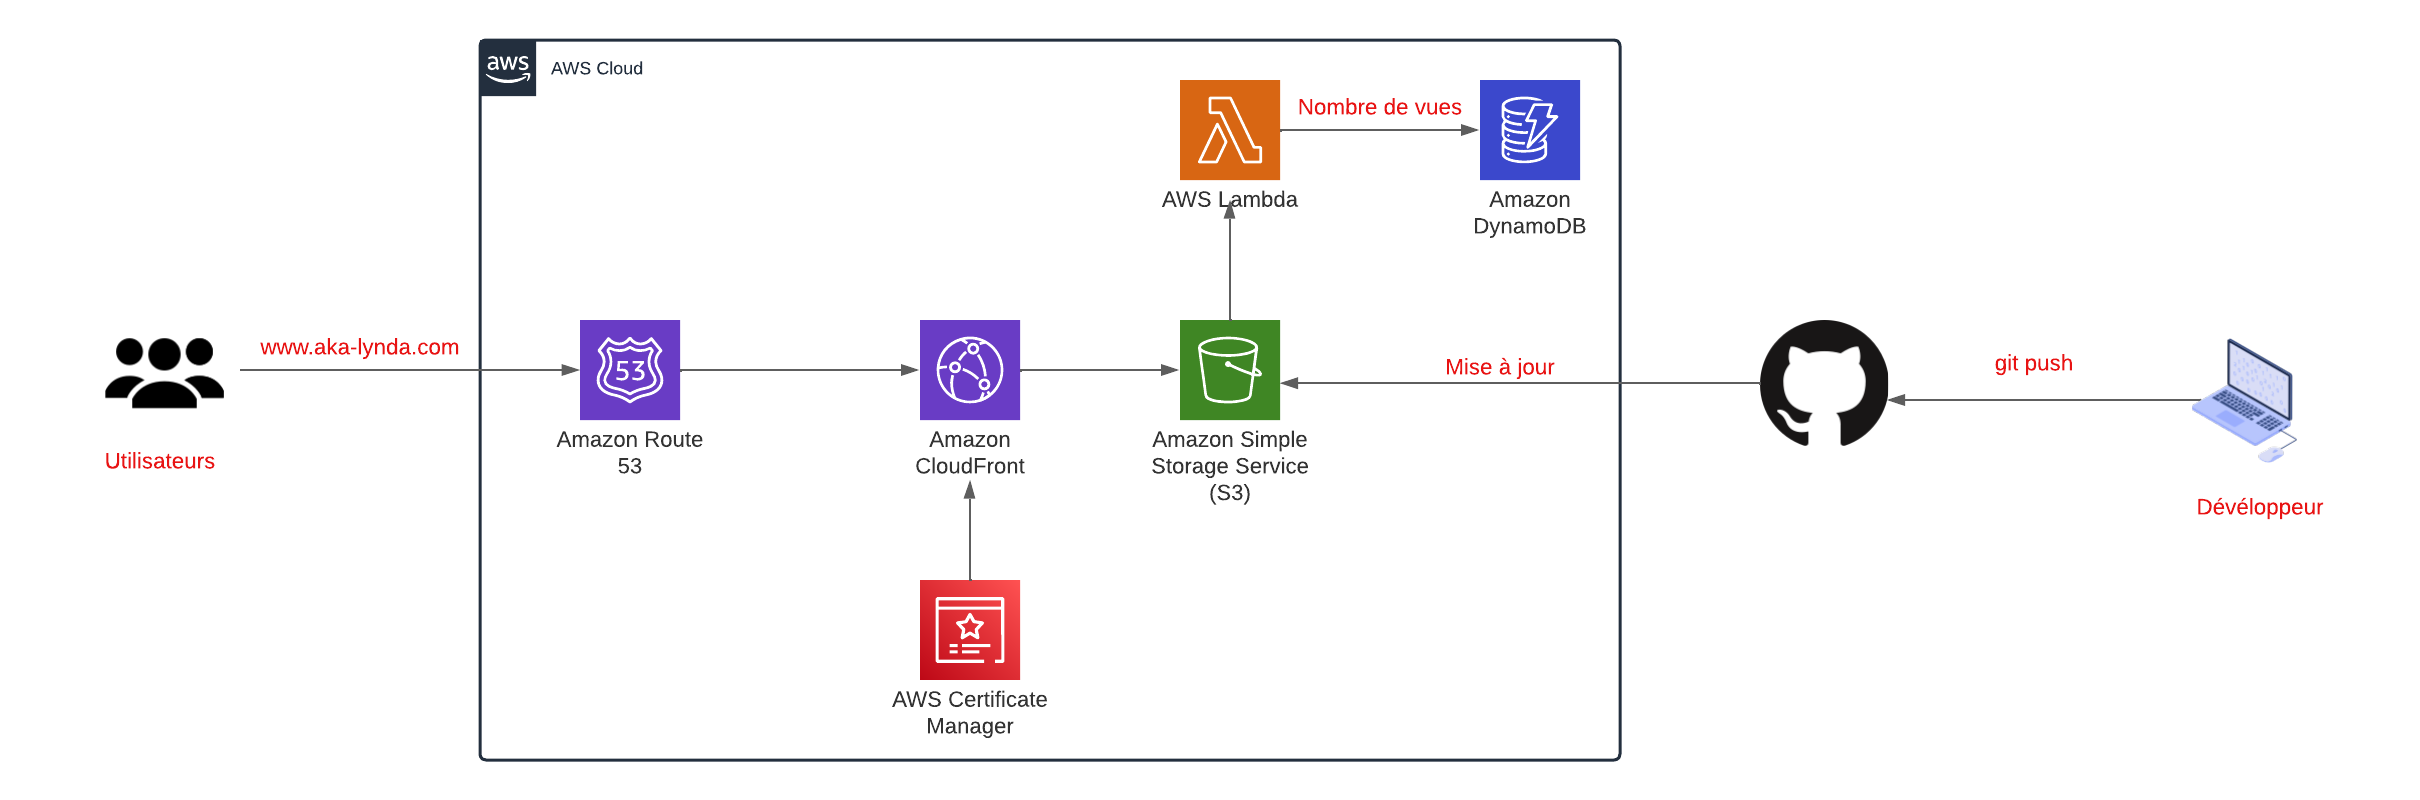 aws
AWS Cloud
Nombre de vues
AWS Lambda
Amazon
DynamoDB
www.aka-lynda.com
Utilisateurs
53
Amazon Route
53
Amazon
CloudFront
Amazon Simple
Storage Service
(S3)
Mise à jour
git push
Dévéloppeur
AWS Certificate
Manager